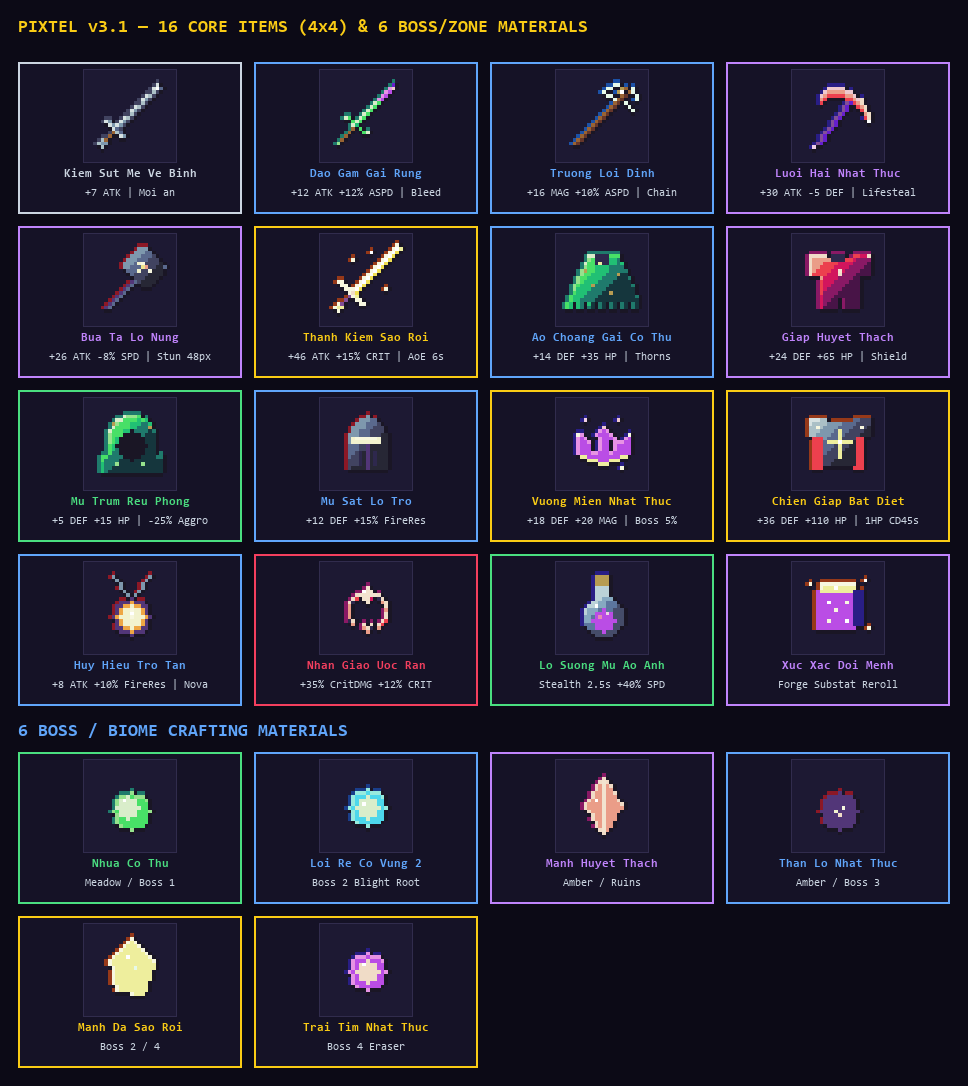 PIXTEL v3.1 — 16 CORE ITEMS (4x4) & 6 BOSS/ZONE MATERIALS
Kiem Sut Me Ve Binh
+7 ATK | Moi an
Dao Gam Gai Rung
+12 ATK +12% ASPD | Bleed
Truong Loi Dinh
+16 MAG +10% ASPD | Chain
Luoi Hai Nhat Thuc
+30 ATK -5 DEF | Lifesteal
Bua Ta Lo Nung
+26 ATK -8% SPD | Stun 48px
Thanh Kiem Sao Roi
+46 ATK +15% CRIT | AoE 6s
Ao Choang Gai Co Thu
+14 DEF +35 HP | Thorns
Giap Huyet Thach
+24 DEF +65 HP | Shield
Mu Trum Reu Phong
+5 DEF +15 HP | -25% Aggro
Mu Sat Lo Tro
+12 DEF +15% FireRes
Vuong Mien Nhat Thuc
+18 DEF +20 MAG | Boss 5%
Chien Giap Bat Diet
+36 DEF +110 HP | 1HP CD45s
Huy Hieu Tro Tan
+8 ATK +10% FireRes | Nova
Nhan Giao Uoc Ran
+35% CritDMG +12% CRIT
Lo Suong Mu Ao Anh
Stealth 2.5s +40% SPD
Xuc Xac Doi Menh
Forge Substat Reroll
6 BOSS / BIOME CRAFTING MATERIALS
Nhua Co Thu
Meadow / Boss 1
Loi Re Co Vung 2
Boss 2 Blight Root
Manh Huyet Thach
Amber / Ruins
Than Lo Nhat Thuc
Amber / Boss 3
Manh Da Sao Roi
Boss 2 / 4
Trai Tim Nhat Thuc
Boss 4 Eraser